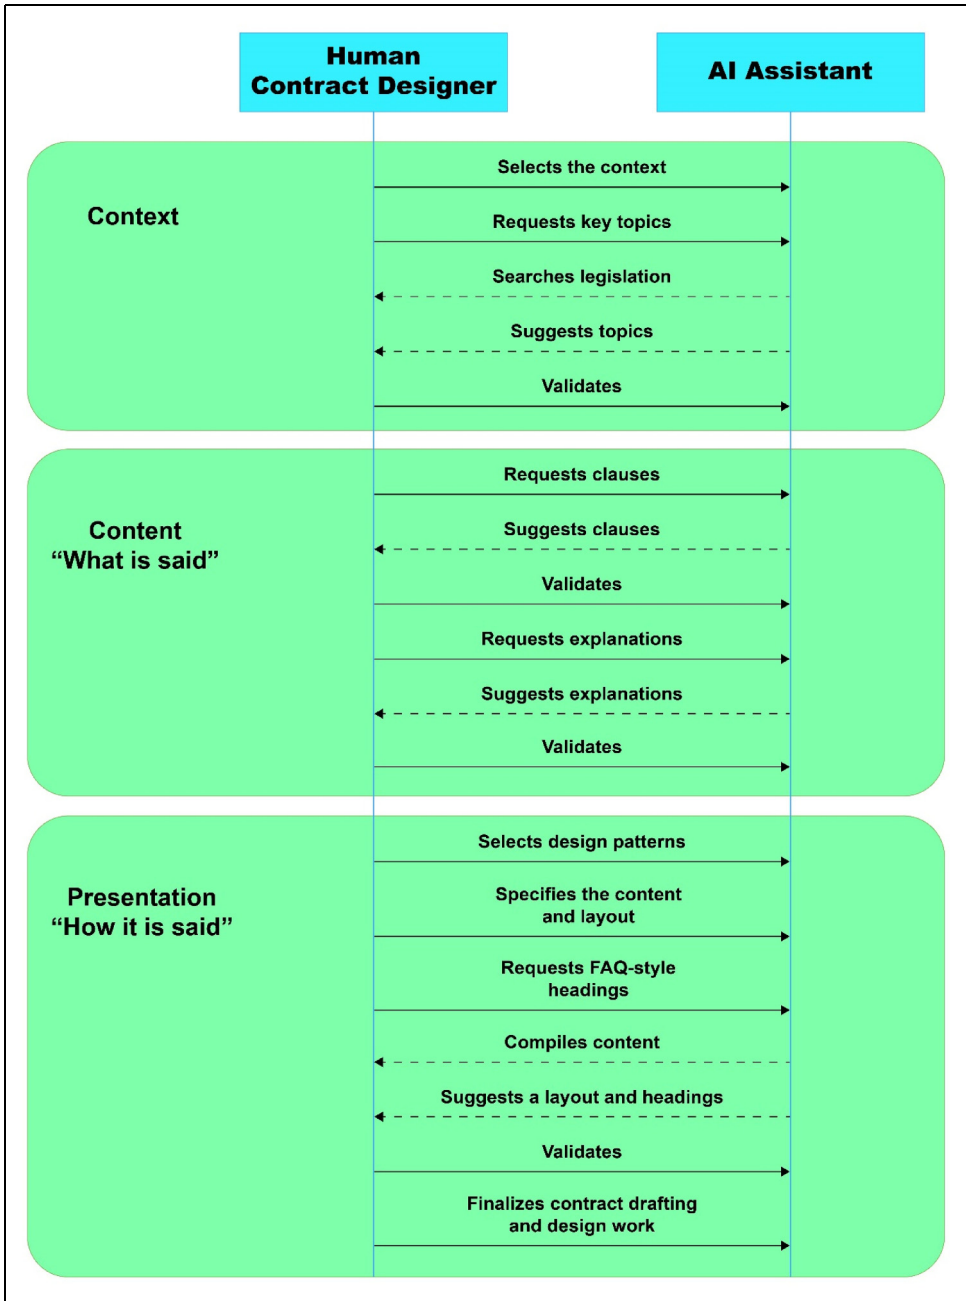 Human
Contract Designer
AI Assistant
Context
Selects the context
Requests key topics
Searches legislation
Suggests topics
Validates
Content
“What is said”
Requests clauses
Suggests clauses
Validates
Requests explanations
Suggests explanations
Validates
Presentation
“How it is said”
Selects design patterns
Specifies the content
and layout
Requests FAQ-style
headings
Compiles content
Suggests a layout and headings
Validates
Finalizes contract drafting
and design work